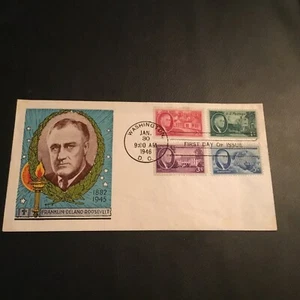 WASHINGTON
JAN.
30
9:00 AM
1946
D. C.
FIRST DAY OF ISSUE
1882
1945
FRANKLIN DELANO ROOSEVELT